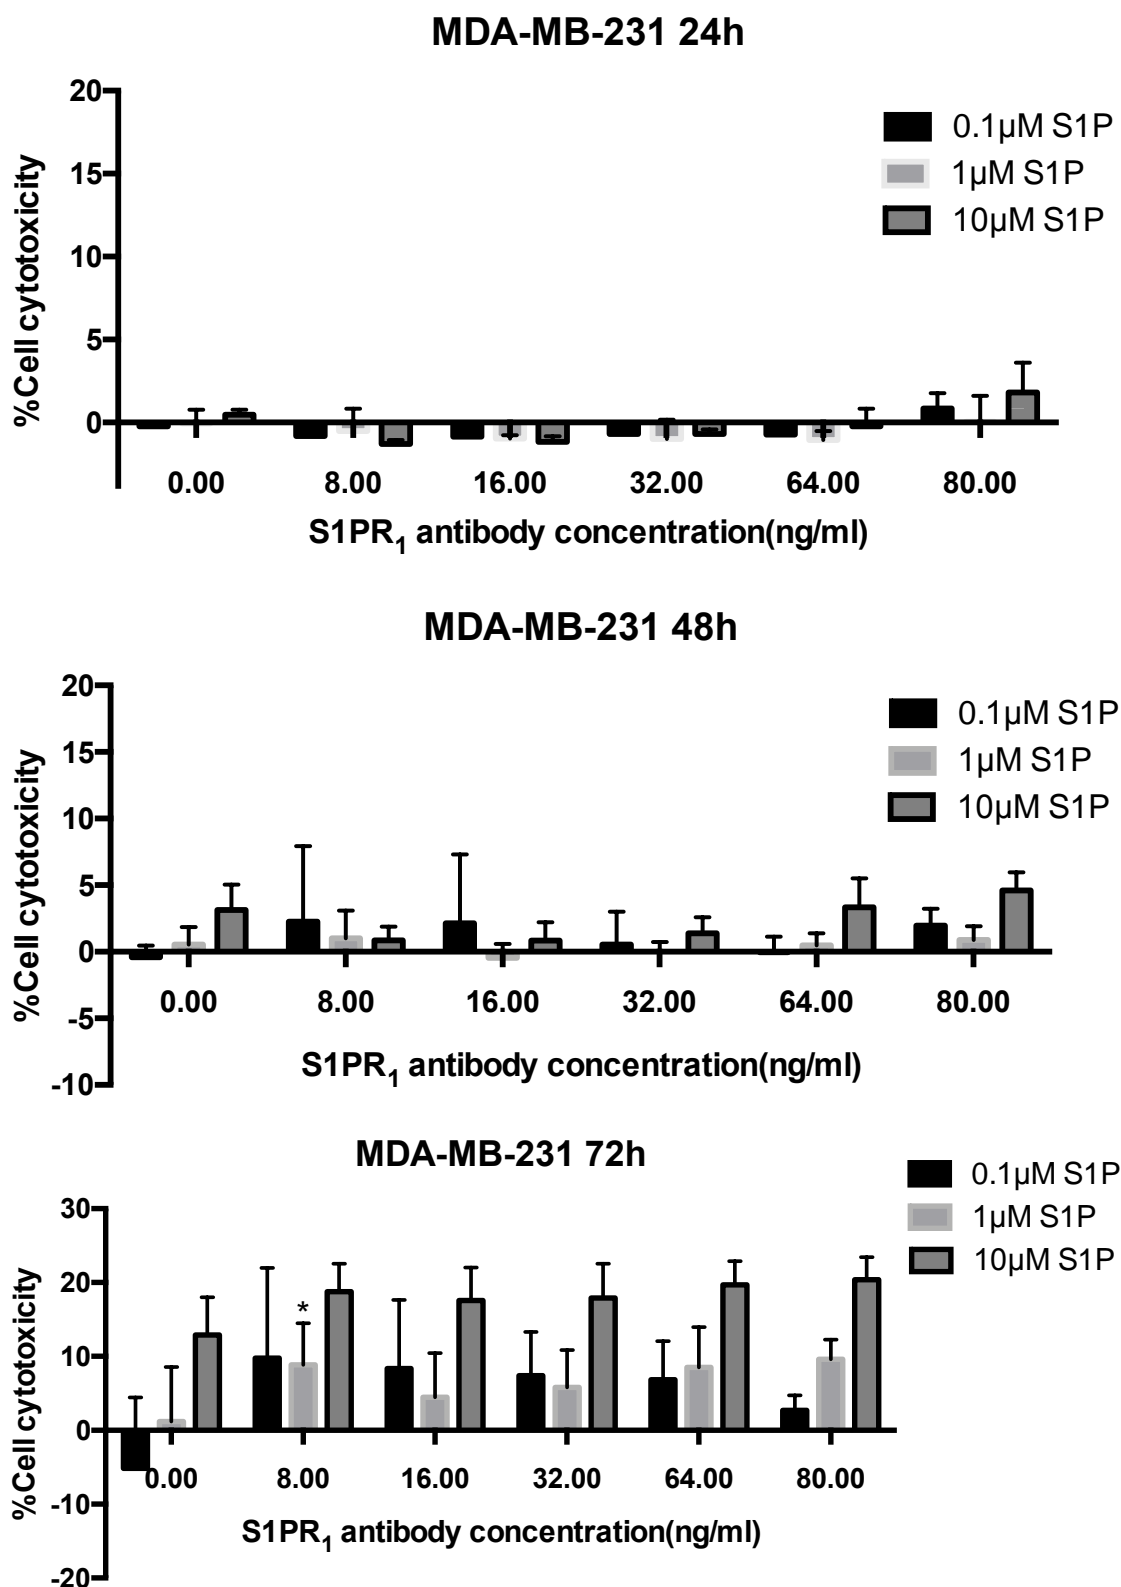 MDA-MB-231 24h
20
15
10
5
0
%Cell cytotoxicity
0.1µM S1P
1µM S1P
10µM S1P
0.00 8.00 16.00 32.00 64.00 80.00
S1PR1 antibody concentration(ng/ml)
MDA-MB-231 48h
20
15
10
5
0
-5
-10
%Cell cytotoxicity
0.1µM S1P
1µM S1P
10µM S1P
0.00 8.00 16.00 32.00 64.00 80.00
S1PR1 antibody concentration(ng/ml)
MDA-MB-231 72h
30
20
10
0
-10
-20
%Cell cytotoxicity
0.1µM S1P
1µM S1P
10µM S1P
*
0.00 8.00 16.00 32.00 64.00 80.00
S1PR1 antibody concentration(ng/ml)